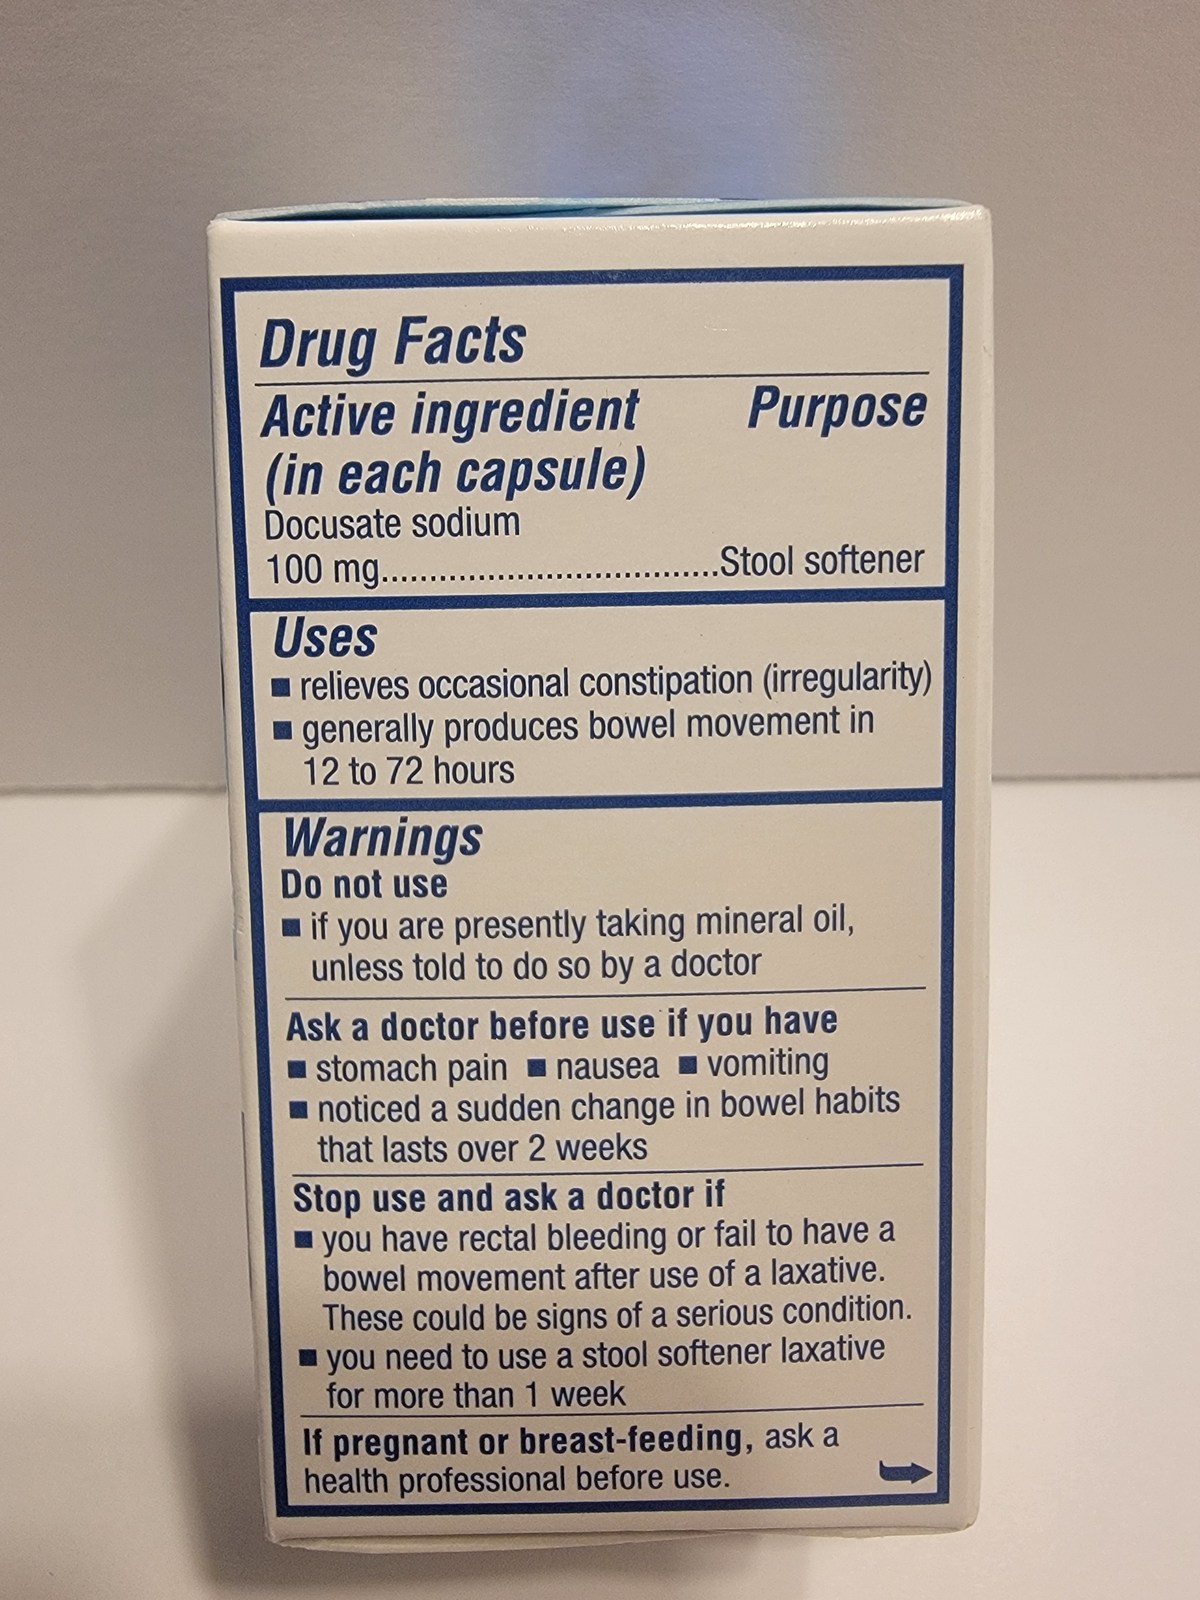 Drug Facts
Active ingredient Purpose
(in each capsule)
Docusate sodium
100 mg...................................Stool softener
Uses
■ relieves occasional constipation (irregularity)
■ generally produces bowel movement in
12 to 72 hours
Warnings
Do not use
■ if you are presently taking mineral oil,
unless told to do so by a doctor
Ask a doctor before use if you have
■ stomach pain ■ nausea ■ vomiting
■ noticed a sudden change in bowel habits
that lasts over 2 weeks
Stop use and ask a doctor if
■ you have rectal bleeding or fail to have a
bowel movement after use of a laxative.
These could be signs of a serious condition.
■ you need to use a stool softener laxative
for more than 1 week
If pregnant or breast-feeding, ask a
health professional before use.